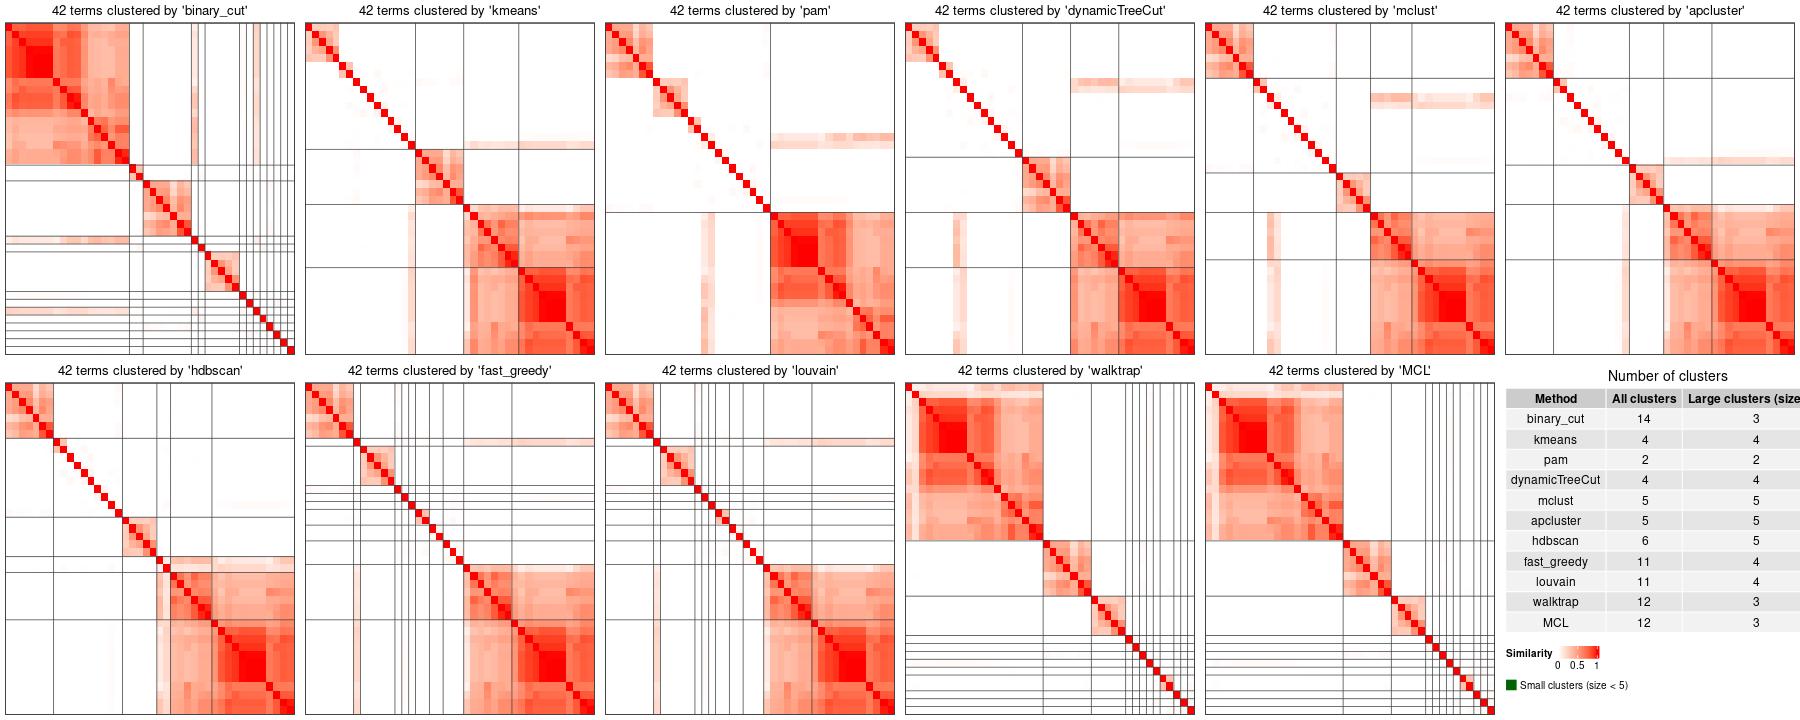 42 terms clustered by 'binary_cut'
42 terms clustered by 'kmeans'
42 terms clustered by 'pam'
42 terms clustered by 'dynamicTreeCut'
42 terms clustered by 'mclust'
42 terms clustered by 'apcluster'
42 terms clustered by 'hdbscan'
42 terms clustered by 'fast_greedy'
42 terms clustered by 'louvain'
42 terms clustered by 'walktrap'
42 terms clustered by 'MCL'
Number of clusters
Method All clusters Large clusters (size
binary_cut 14 3
kmeans 4 4
pam 2 2
dynamicTreeCut 4 4
mclust 5 5
apcluster 5 5
hdbscan 6 5
fast_greedy 11 4
louvain 11 4
walktrap 12 3
MCL 12 3
Similarity
0 0.5 1
Small clusters (size < 5)